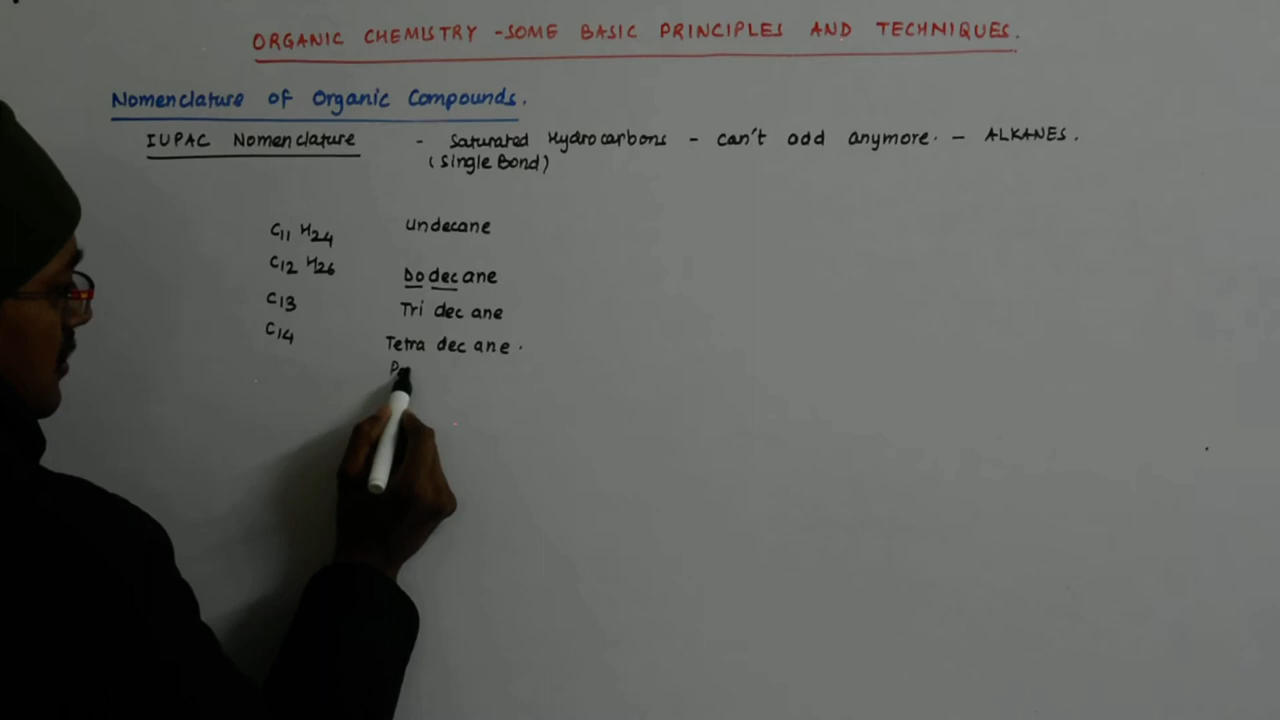 ORGANIC CHEMISTRY - SOME BASIC PRINCIPLES AND TECHNIQUES.
Nomenclature of Organic Compounds.
IUPAC Nomenclature - Saturated Hydrocarbons - can't add anymore. - ALKANES.
(Single Bond)
C11 H24 Undecane
C12 H26 Dodecane
C13 Tri dec ane
C14 Tetra dec ane.